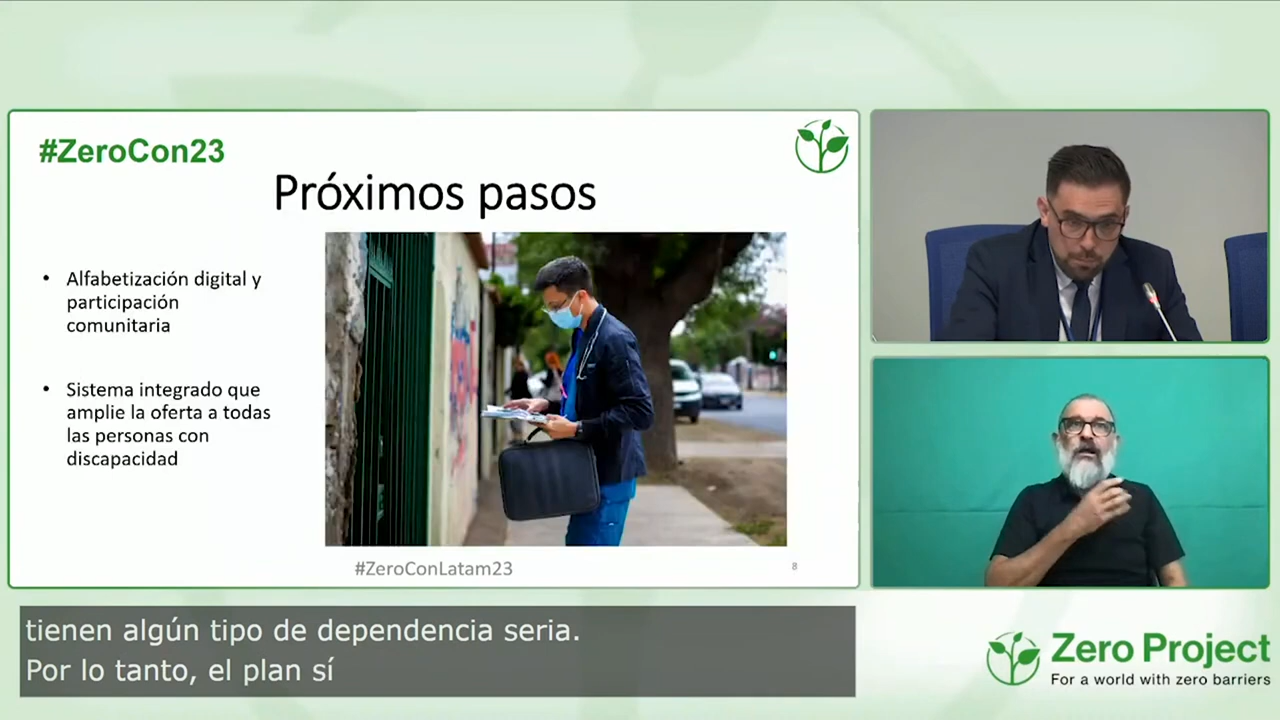 #ZeroCon23
Próximos pasos
• Alfabetización digital y
participación
comunitaria
• Sistema integrado que
amplie la oferta a todas
las personas con
discapacidad
#ZeroConLatam23
8
tienen algún tipo de dependencia seria.
Por lo tanto, el plan sí
Zero Project
For a world with zero barriers